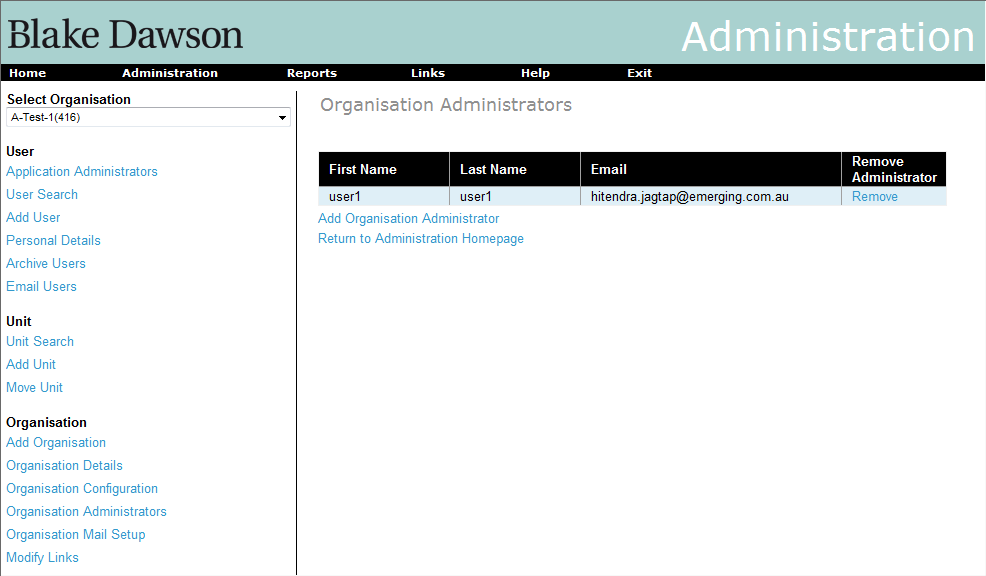 Blake Dawson
Administration
Home Administration Reports Links Help Exit
Select Organisation
A-Test-1(416)
User
Application Administrators
User Search
Add User
Personal Details
Archive Users
Email Users
Unit
Unit Search
Add Unit
Move Unit
Organisation
Add Organisation
Organisation Details
Organisation Configuration
Organisation Administrators
Organisation Mail Setup
Modify Links
Organisation Administrators
First Name Last Name Email Remove Administrator
user1 user1 hitendra.jagtap@emerging.com.au Remove
Add Organisation Administrator
Return to Administration Homepage